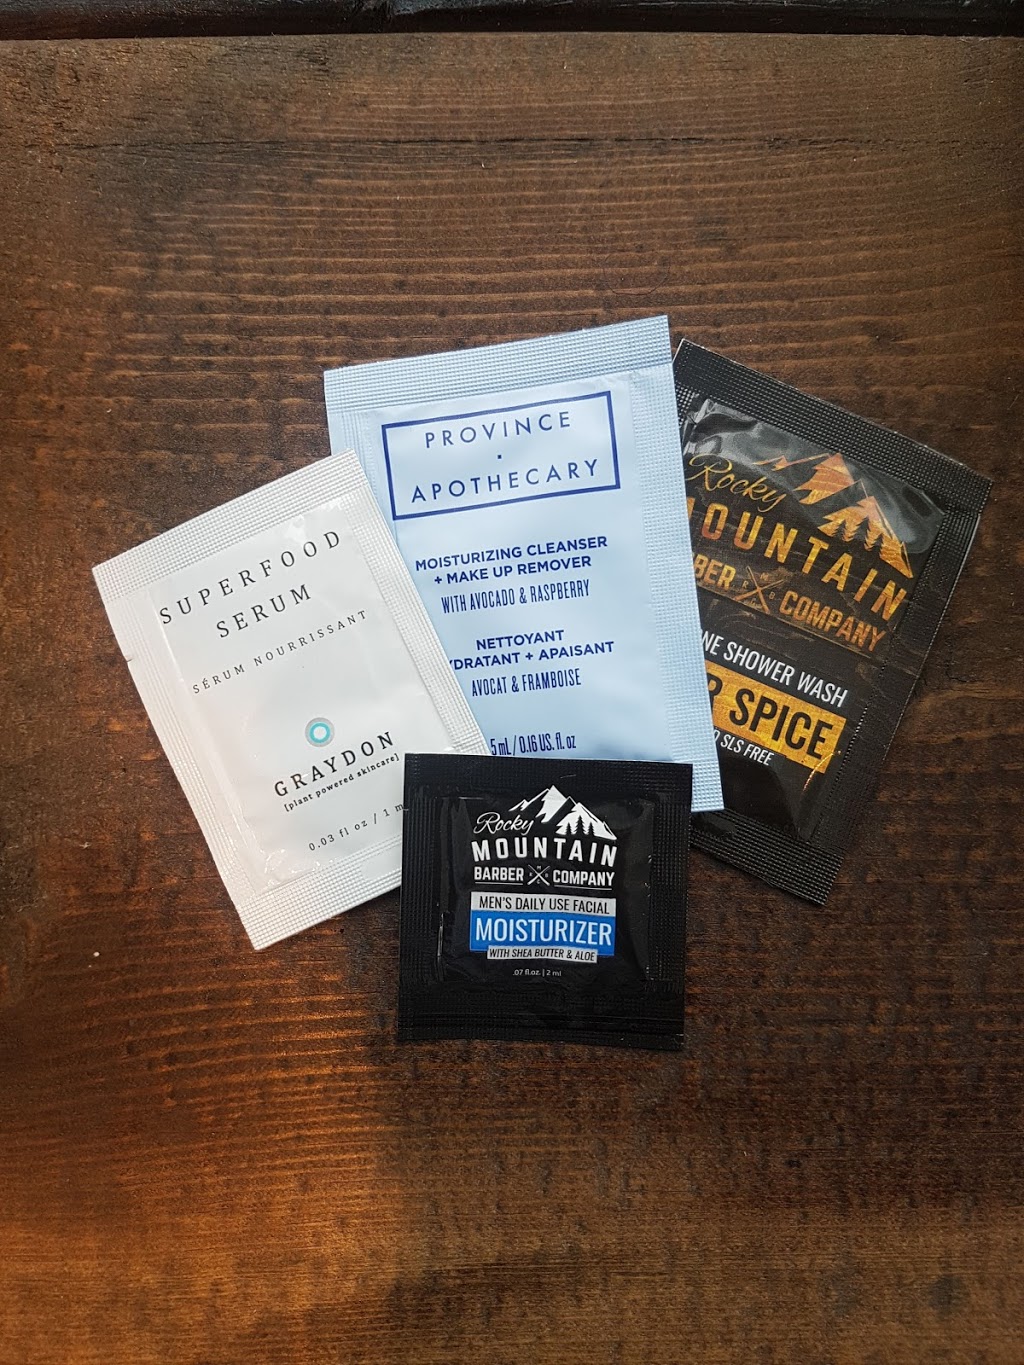 SUPERFOOD
SERUM
SÉRUM NOURRISSANT
GRAYDON
[plant powered skincare]
0.03 fl oz / 1 m
PROVINCE
·
APOTHECARY
MOISTURIZING CLEANSER
+ MAKE UP REMOVER
WITH AVOCADO & RASPBERRY
NETTOYANT
DRATANT + APAISANT
AVOCAT & FRAMBOISE
5 mL / 0.16 US. fl. oz
Rocky
MOUNTAIN
BER COMPANY
NE SHOWER WASH
SPICE
SLS FREE
Rocky
MOUNTAIN
BARBER COMPANY
MEN'S DAILY USE FACIAL
MOISTURIZER
WITH SHEA BUTTER & ALOE
.07 fl.oz. | 2 ml